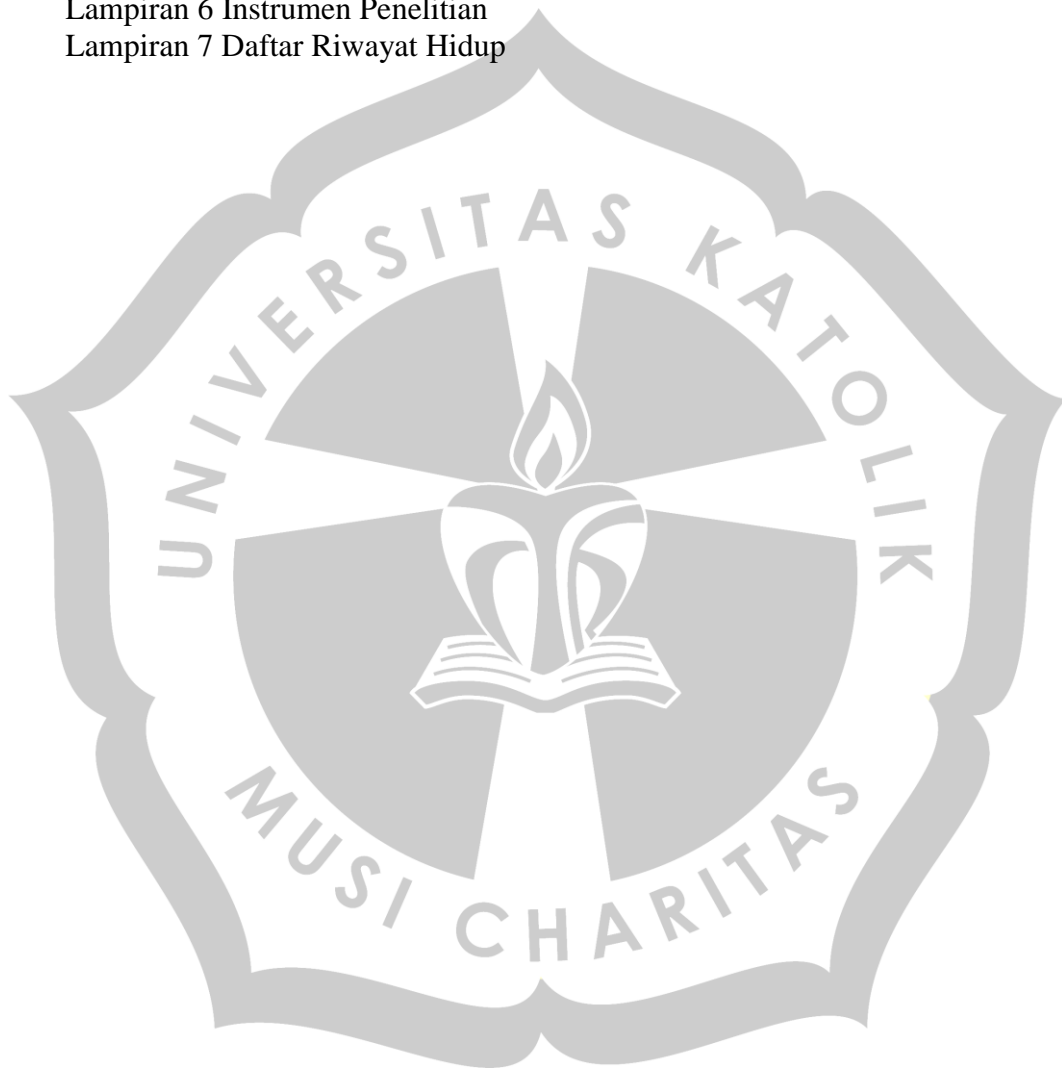 Lampiran 6 Instrumen Penelitian
Lampiran 7 Daftar Riwayat Hidup
UNIVERSITAS KATOLIK
MUSI CHARITAS